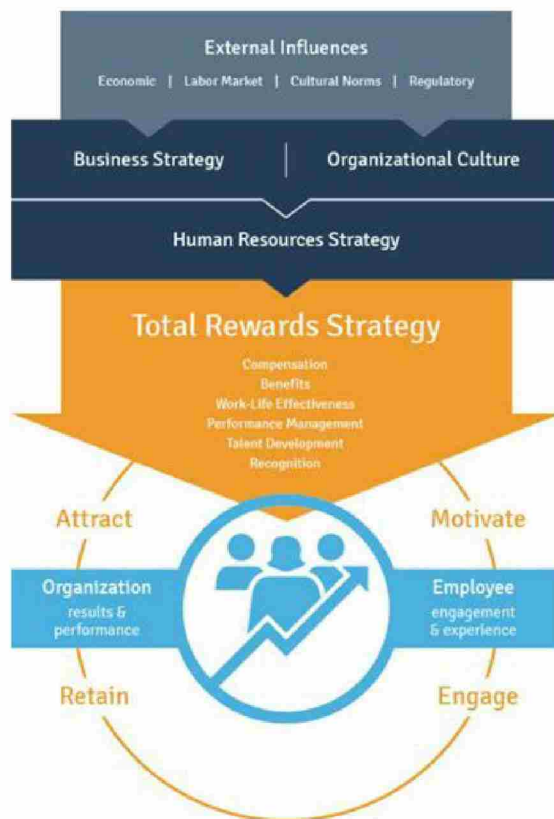 External Influences
Economic | Labor Market | Cultural Norms | Regulatory
Business Strategy | Organizational Culture
Human Resources Strategy
Total Rewards Strategy
Compensation
Benefits
Work-Life Effectiveness
Performance Management
Talent Development
Recognition
Attract
Motivate
Organization
results &
performance
Employee
engagement
& experience
Retain
Engage